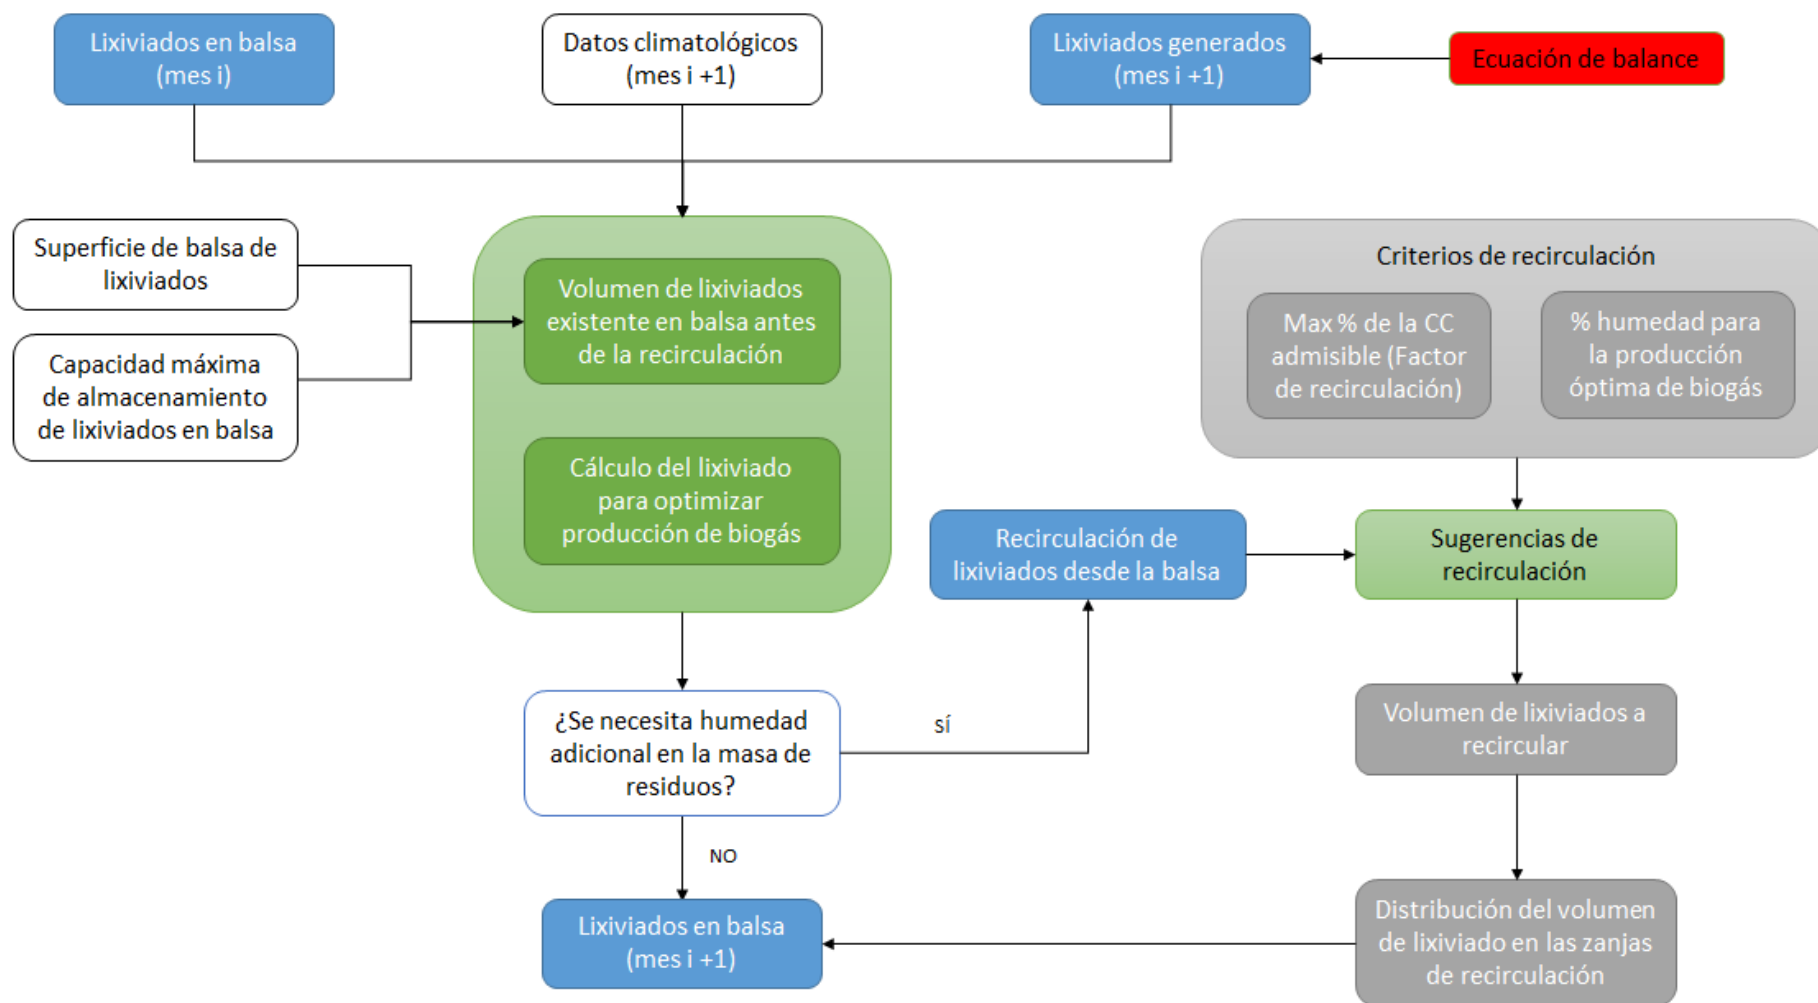 Lixiviados en balsa
(mes i)
Datos climatológicos
(mes i +1)
Lixiviados generados
(mes i +1)
Ecuación de balance
Superficie de balsa de
lixiviados
Capacidad máxima
de almacenamiento
de lixiviados en balsa
Volumen de lixiviados
existente en balsa antes
de la recirculación
Cálculo del lixiviado
para optimizar
producción de biogás
Criterios de recirculación
Max % de la CC
admisible (Factor
de recirculación)
% humedad para
la producción
óptima de biogás
Recirculación de
lixiviados desde la balsa
Sugerencias de
recirculación
¿Se necesita humedad
adicional en la masa de
residuos?
SÍ
NO
Volumen de lixiviados a
recircular
Lixiviados en balsa
(mes i +1)
Distribución del volumen
de lixiviado en las zanjas
de recirculación